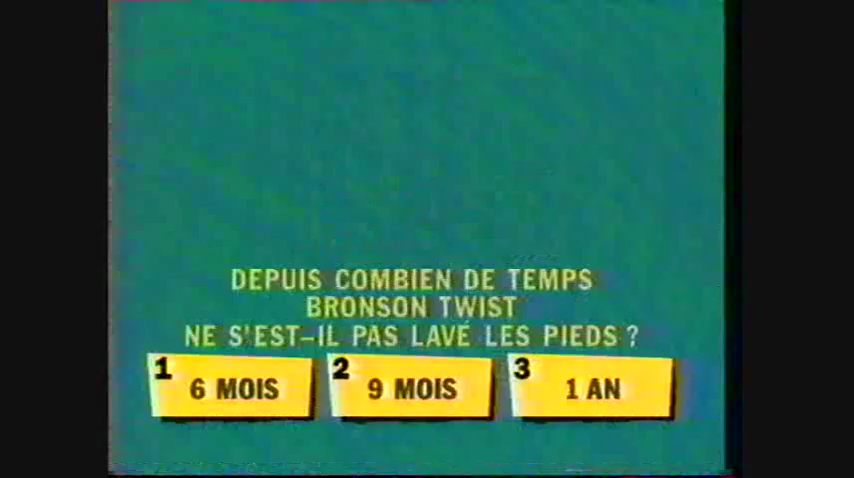 DEPUIS COMBIEN DE TEMPS
BRONSON TWIST
NE S'EST-IL PAS LAVÉ LES PIEDS ?
1 6 MOIS
2 9 MOIS
3 1 AN